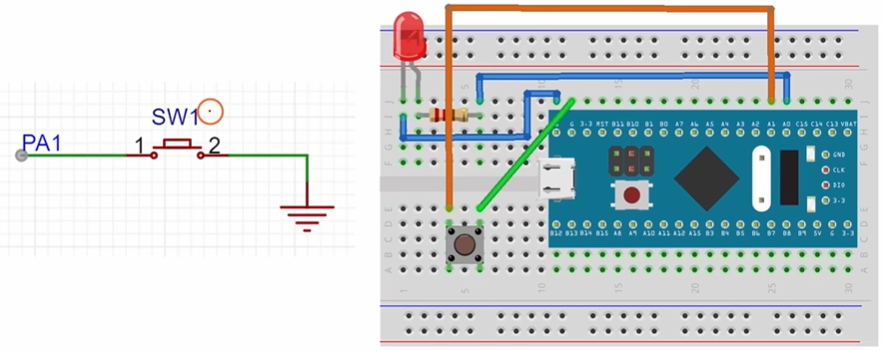 SW1
PA1
1
2
5
30
J
J
I
H
H
G
F
F
G 3.3 RST B11 B10 B1 B0 A7 A6 A5 A4 A3 A2 A1 A0 C15 C14 C13 VBAT
GND
CLK
DIO
3.3
B12 B13 B14 B15 A8 A9 A10 A11 A12 A15 B3 B4 B5 B6 B7 B8 B9 5V G 3.3
E
E
D
D
C
C
B
B
A
A
1 5 10 15 20 25 30